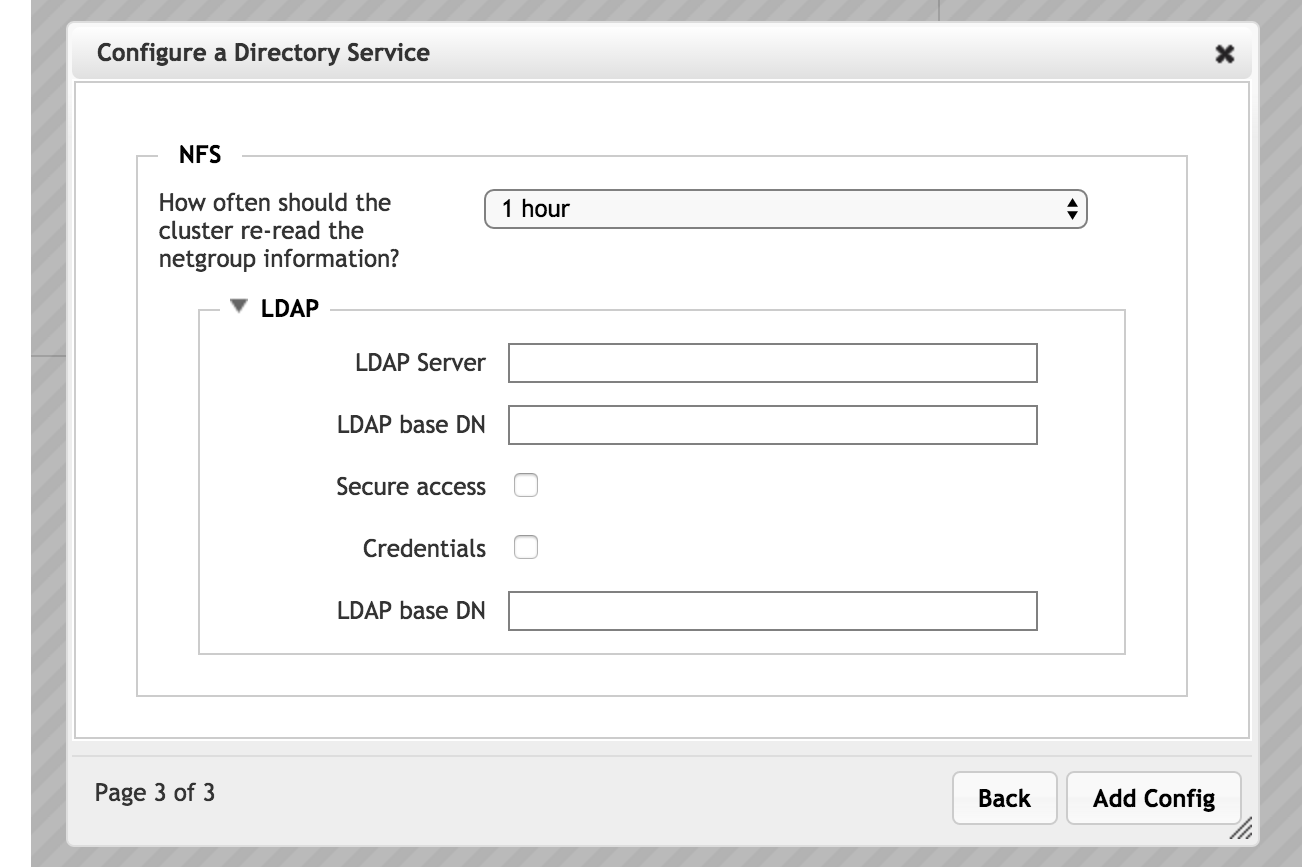 Configure a Directory Service
NFS
How often should the
cluster re-read the
netgroup information?
1 hour
LDAP
LDAP Server
LDAP base DN
Secure access
Credentials
LDAP base DN
Page 3 of 3
Back
Add Config